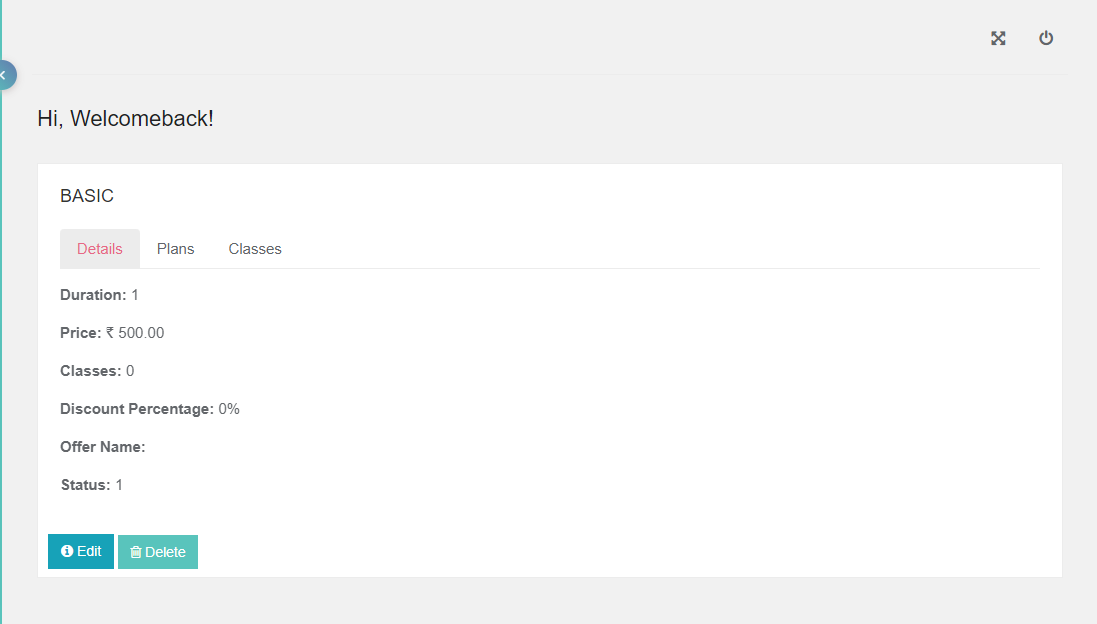 Hi, Welcomeback!
BASIC
Details Plans Classes
Duration: 1
Price: ₹ 500.00
Classes: 0
Discount Percentage: 0%
Offer Name:
Status: 1
Edit Delete